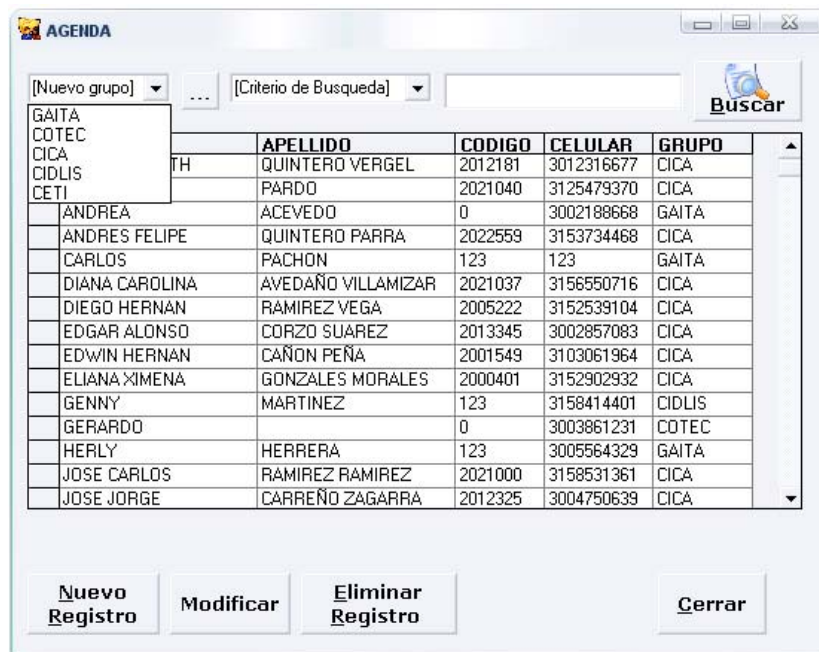 AGENDA
[Nuevo grupo] ... [Criterio de Busqueda] Buscar
GAITA
COTEC
CICA
CIDLIS
CETI
APELLIDO CODIGO CELULAR GRUPO
TH QUINTERO VERGEL 2012181 3012316677 CICA
PARDO 2021040 3125479370 CICA
ANDREA ACEVEDO 0 3002188668 GAITA
ANDRES FELIPE QUINTERO PARRA 2022559 3153734468 CICA
CARLOS PACHON 123 123 GAITA
DIANA CAROLINA AVEDAÑO VILLAMIZAR 2021037 3156550716 CICA
DIEGO HERNAN RAMIREZ VEGA 2005222 3152539104 CICA
EDGAR ALONSO CORZO SUAREZ 2013345 3002857083 CICA
EDWIN HERNAN CAÑON PEÑA 2001549 3103061964 CICA
ELIANA XIMENA GONZALES MORALES 2000401 3152902932 CICA
GENNY MARTINEZ 123 3158414401 CIDLIS
GERARDO 0 3003861231 COTEC
HERLY HERRERA 123 3005564329 GAITA
JOSE CARLOS RAMIREZ RAMIREZ 2021000 3158531361 CICA
JOSE JORGE CARREÑO ZAGARRA 2012325 3004750639 CICA
Nuevo Registro Modificar Eliminar Registro Cerrar